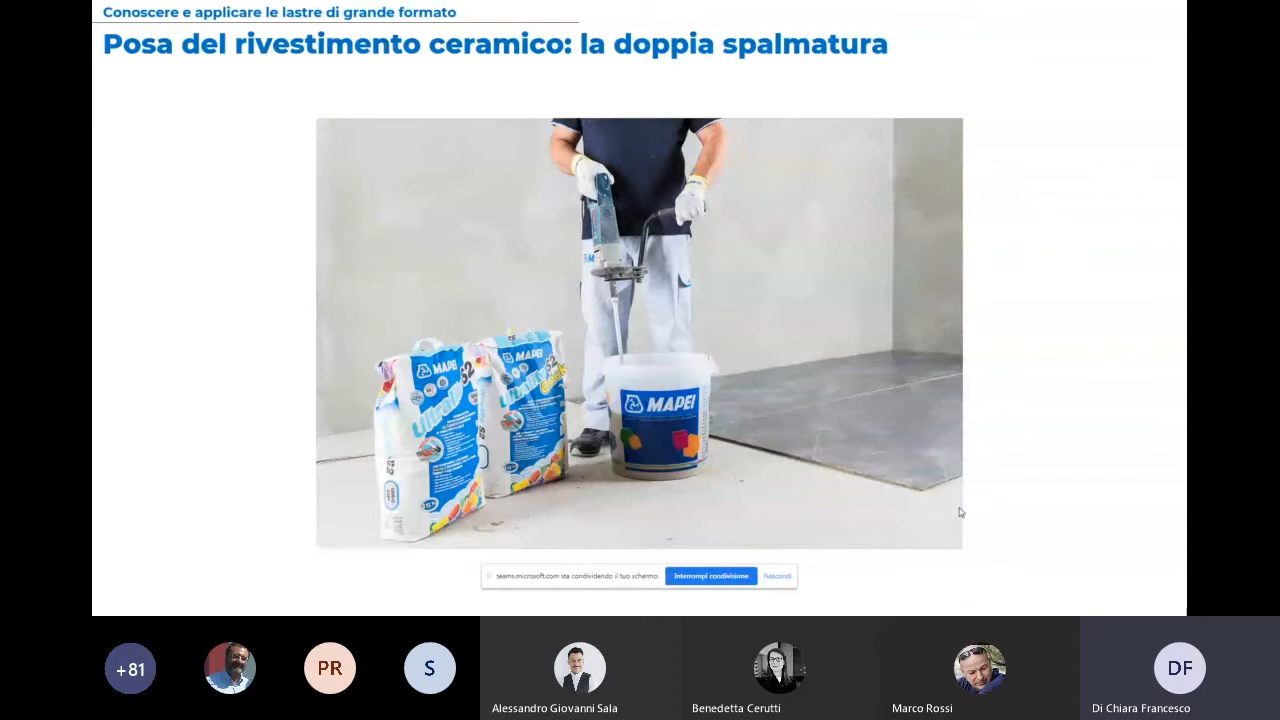 Conoscere e applicare le lastre di grande formato
Posa del rivestimento ceramico: la doppia spalmatura
MAPEI
S2
MAPEI
S2
MAPEI
teams.microsoft.com sta condividendo il tuo schermo.
Interrompi condivisione
Nascondi
+81
PR
S
DF
Alessandro Giovanni Sala
Benedetta Cerutti
Marco Rossi
Di Chiara Francesco